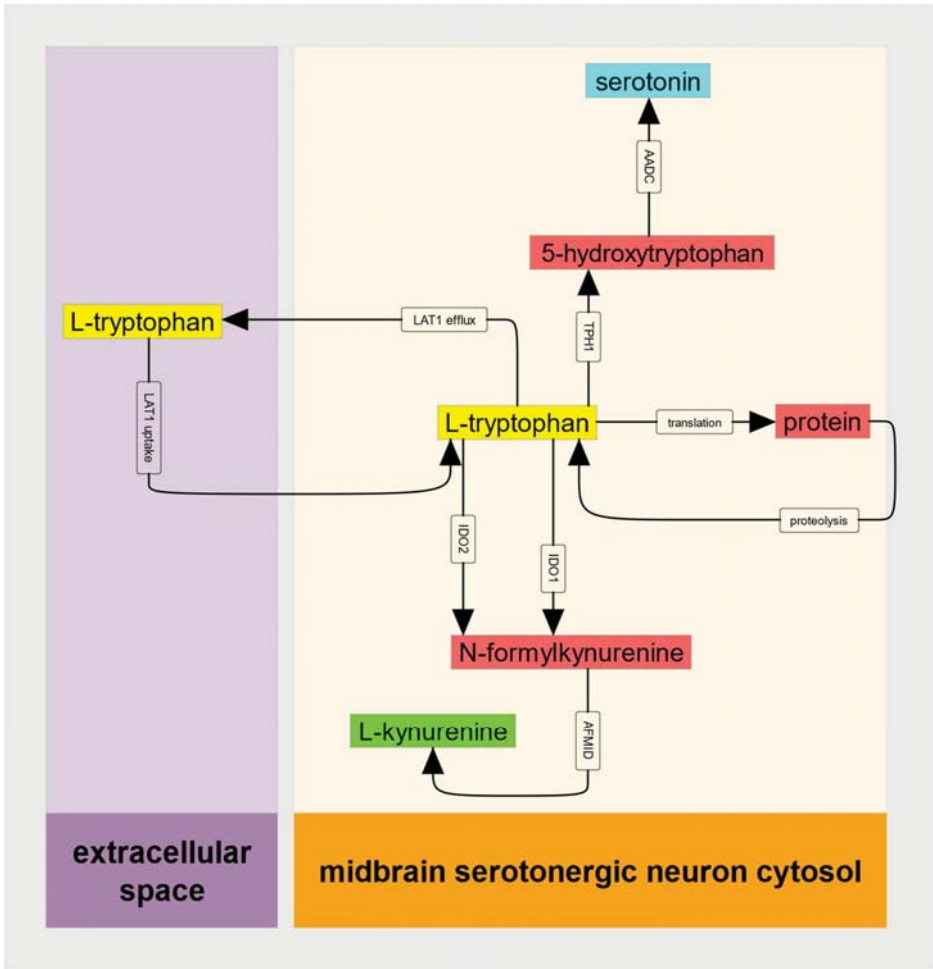 serotonin
AADC
5-hydroxytryptophan
L-tryptophan
LAT1 efflux
TPH1
LAT1 uptake
L-tryptophan
translation
protein
proteolysis
IDO2
IDO1
N-formylkynurenine
L-kynurenine
AFMID
extracellular
space
midbrain serotonergic neuron cytosol